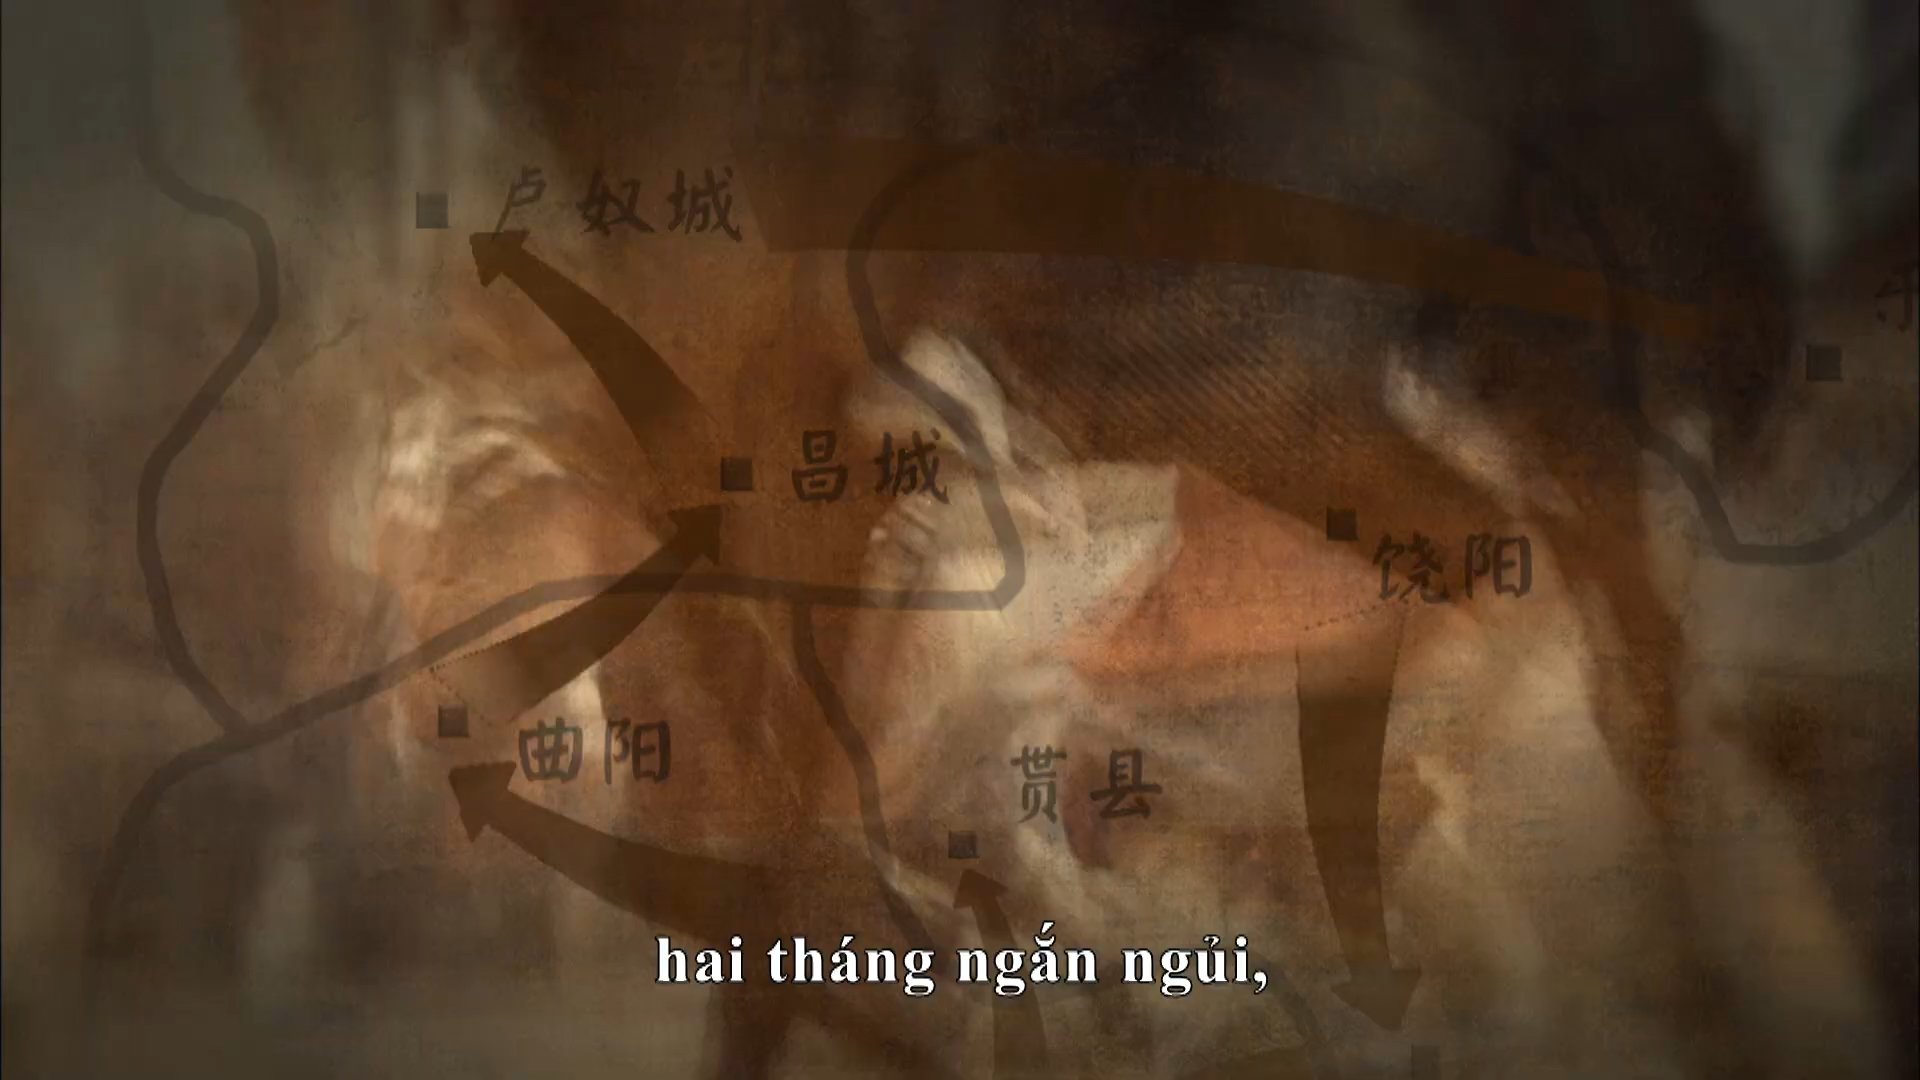 卢奴城
昌城
饶阳
曲阳
贳县
hai tháng ngắn ngủi,